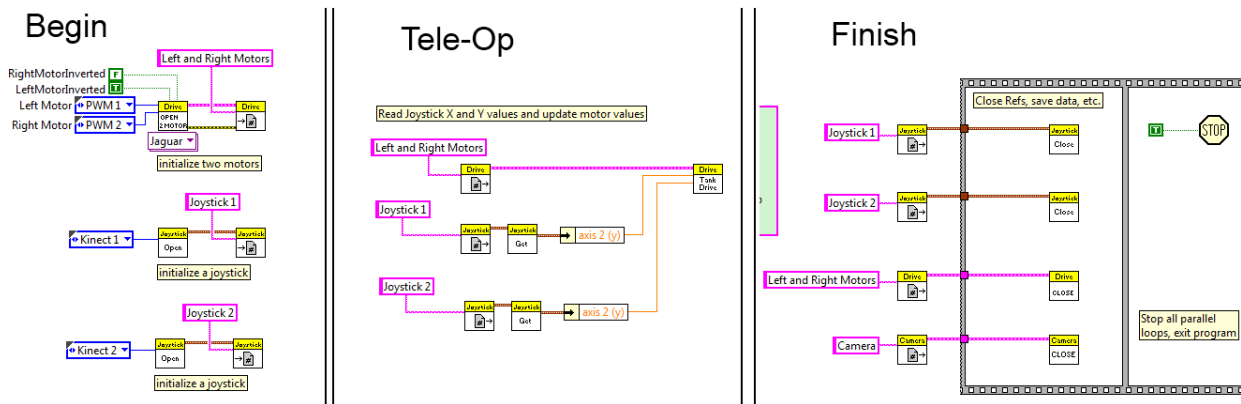 Begin
Left and Right Motors
RightMotorInverted F
LeftMotorInverted T
Left Motor PWM 1
Right Motor PWM 2
Drive
OPEN
2 MOTOR
Drive
#
Jaguar
initialize two motors
Joystick 1
Kinect 1
Joystick
Open
Joystick
#
initialize a joystick
Joystick 2
Kinect 2
Joystick
Open
Joystick
#
initialize a joystick
Tele-Op
Read Joystick X and Y values and update motor values
Left and Right Motors
Drive
#
Drive
Tank
Drive
Joystick 1
Joystick
#
Joystick
Get
axis 2 (y)
Joystick 2
Joystick
#
Joystick
Get
axis 2 (y)
Finish
Close Refs, save data, etc.
Joystick 1
Joystick
#
Joystick
Close
Joystick 2
Joystick
#
Joystick
Close
Left and Right Motors
Drive
#
Drive
CLOSE
Camera
Camera
#
Camera
CLOSE
T
STOP
Stop all parallel
loops, exit program